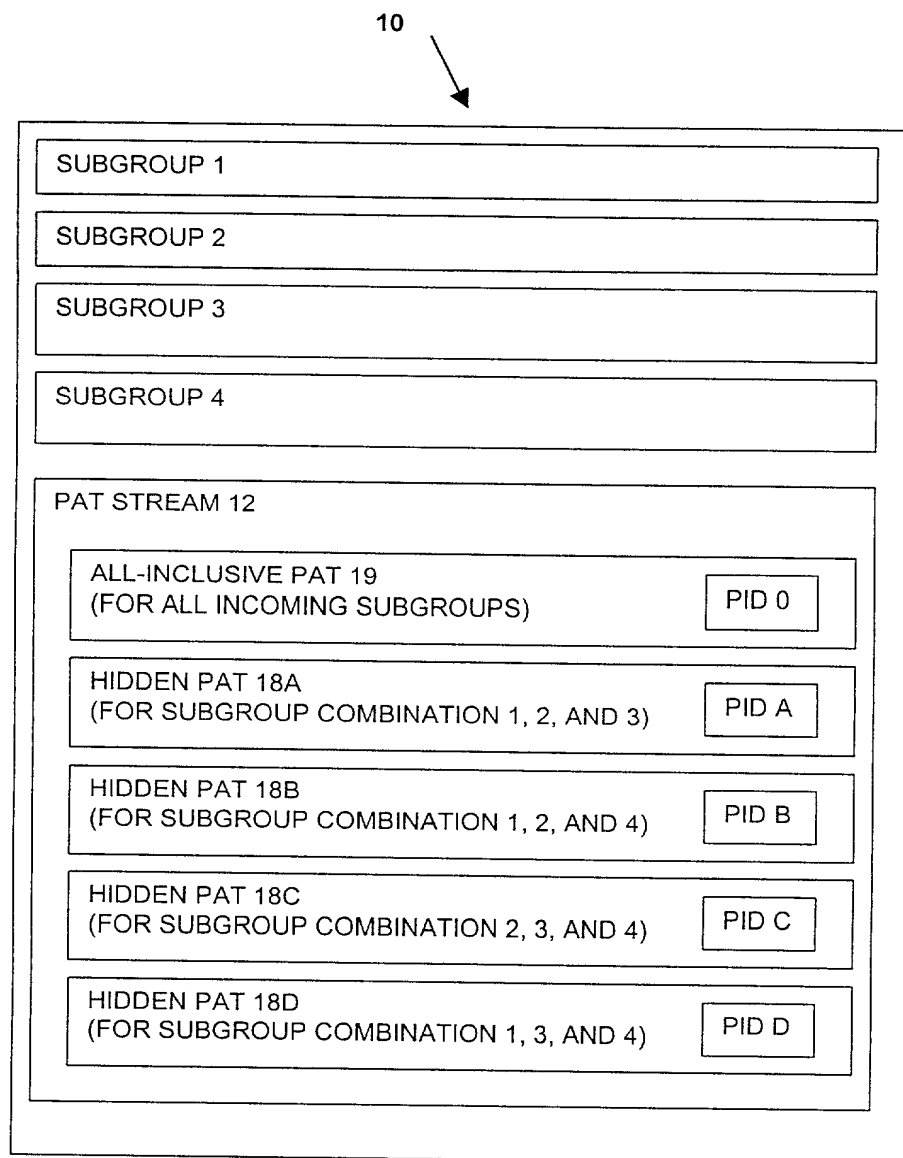 10
SUBGROUP 1
SUBGROUP 2
SUBGROUP 3
SUBGROUP 4
PAT STREAM 12
ALL-INCLUSIVE PAT 19
(FOR ALL INCOMING SUBGROUPS)
PID 0
HIDDEN PAT 18A
(FOR SUBGROUP COMBINATION 1, 2, AND 3)
PID A
HIDDEN PAT 18B
(FOR SUBGROUP COMBINATION 1, 2, AND 4)
PID B
HIDDEN PAT 18C
(FOR SUBGROUP COMBINATION 2, 3, AND 4)
PID C
HIDDEN PAT 18D
(FOR SUBGROUP COMBINATION 1, 3, AND 4)
PID D